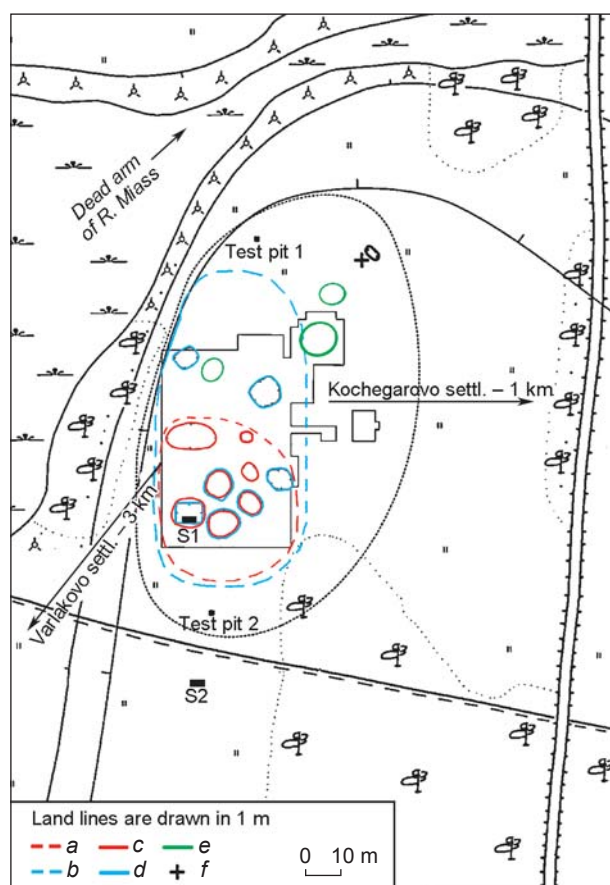 Dead arm
of R. Miass
Test pit 1
Kochegarovo settl. – 1 km
Varlakovo settl. – 3 km
S1
Test pit 2
S2
Land lines are drawn in 1 m
a c e
b d f
0 10 m